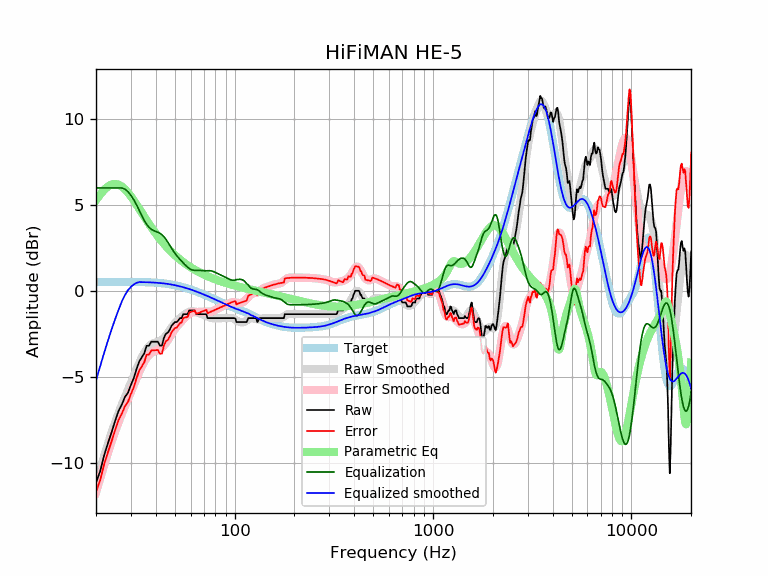 HiFiMAN HE-5
Amplitude (dBr)
10
5
0
−5
−10
Target
Raw Smoothed
Error Smoothed
Raw
Error
Parametric Eq
Equalization
Equalized smoothed
100
1000
10000
Frequency (Hz)